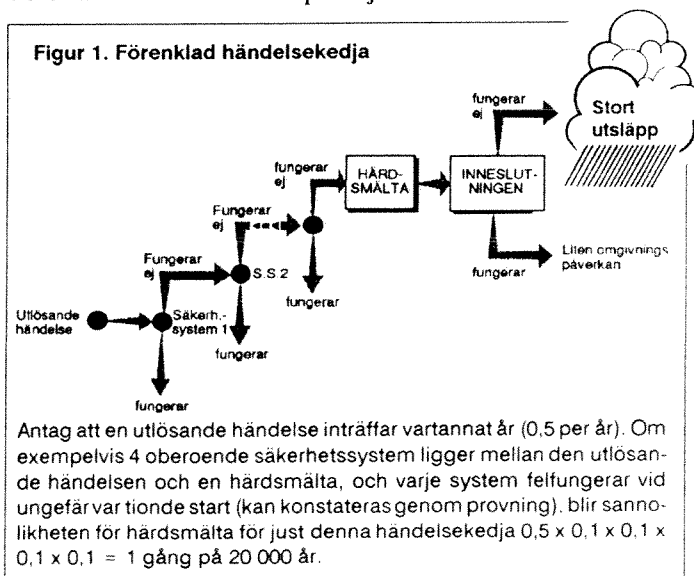 Figur 1. Förenklad händelsekedja
fungerar
ej
Stort
utsläpp
fungerar
ej
HÄRD-
SMÄLTA
INNESLUT-
NINGEN
Fungerar
ej
Fungerar
ej
S.S.2
fungerar
fungerar
Liten omgivnings
påverkan
Utlösande
händelse
Säkerh.-
system 1
fungerar
fungerar
Antag att en utlösande händelse inträffar vartannat år (0,5 per år). Om
exempelvis 4 oberoende säkerhetssystem ligger mellan den utlösan-
de händelsen och en härdsmälta, och varje system felfungerar vid
ungefär var tionde start (kan konstateras genom provning), blir sanno-
likheten för härdsmälta för just denna händelsekedja 0,5 x 0,1 x 0,1 x
0,1 x 0,1 = 1 gång på 20 000 år.